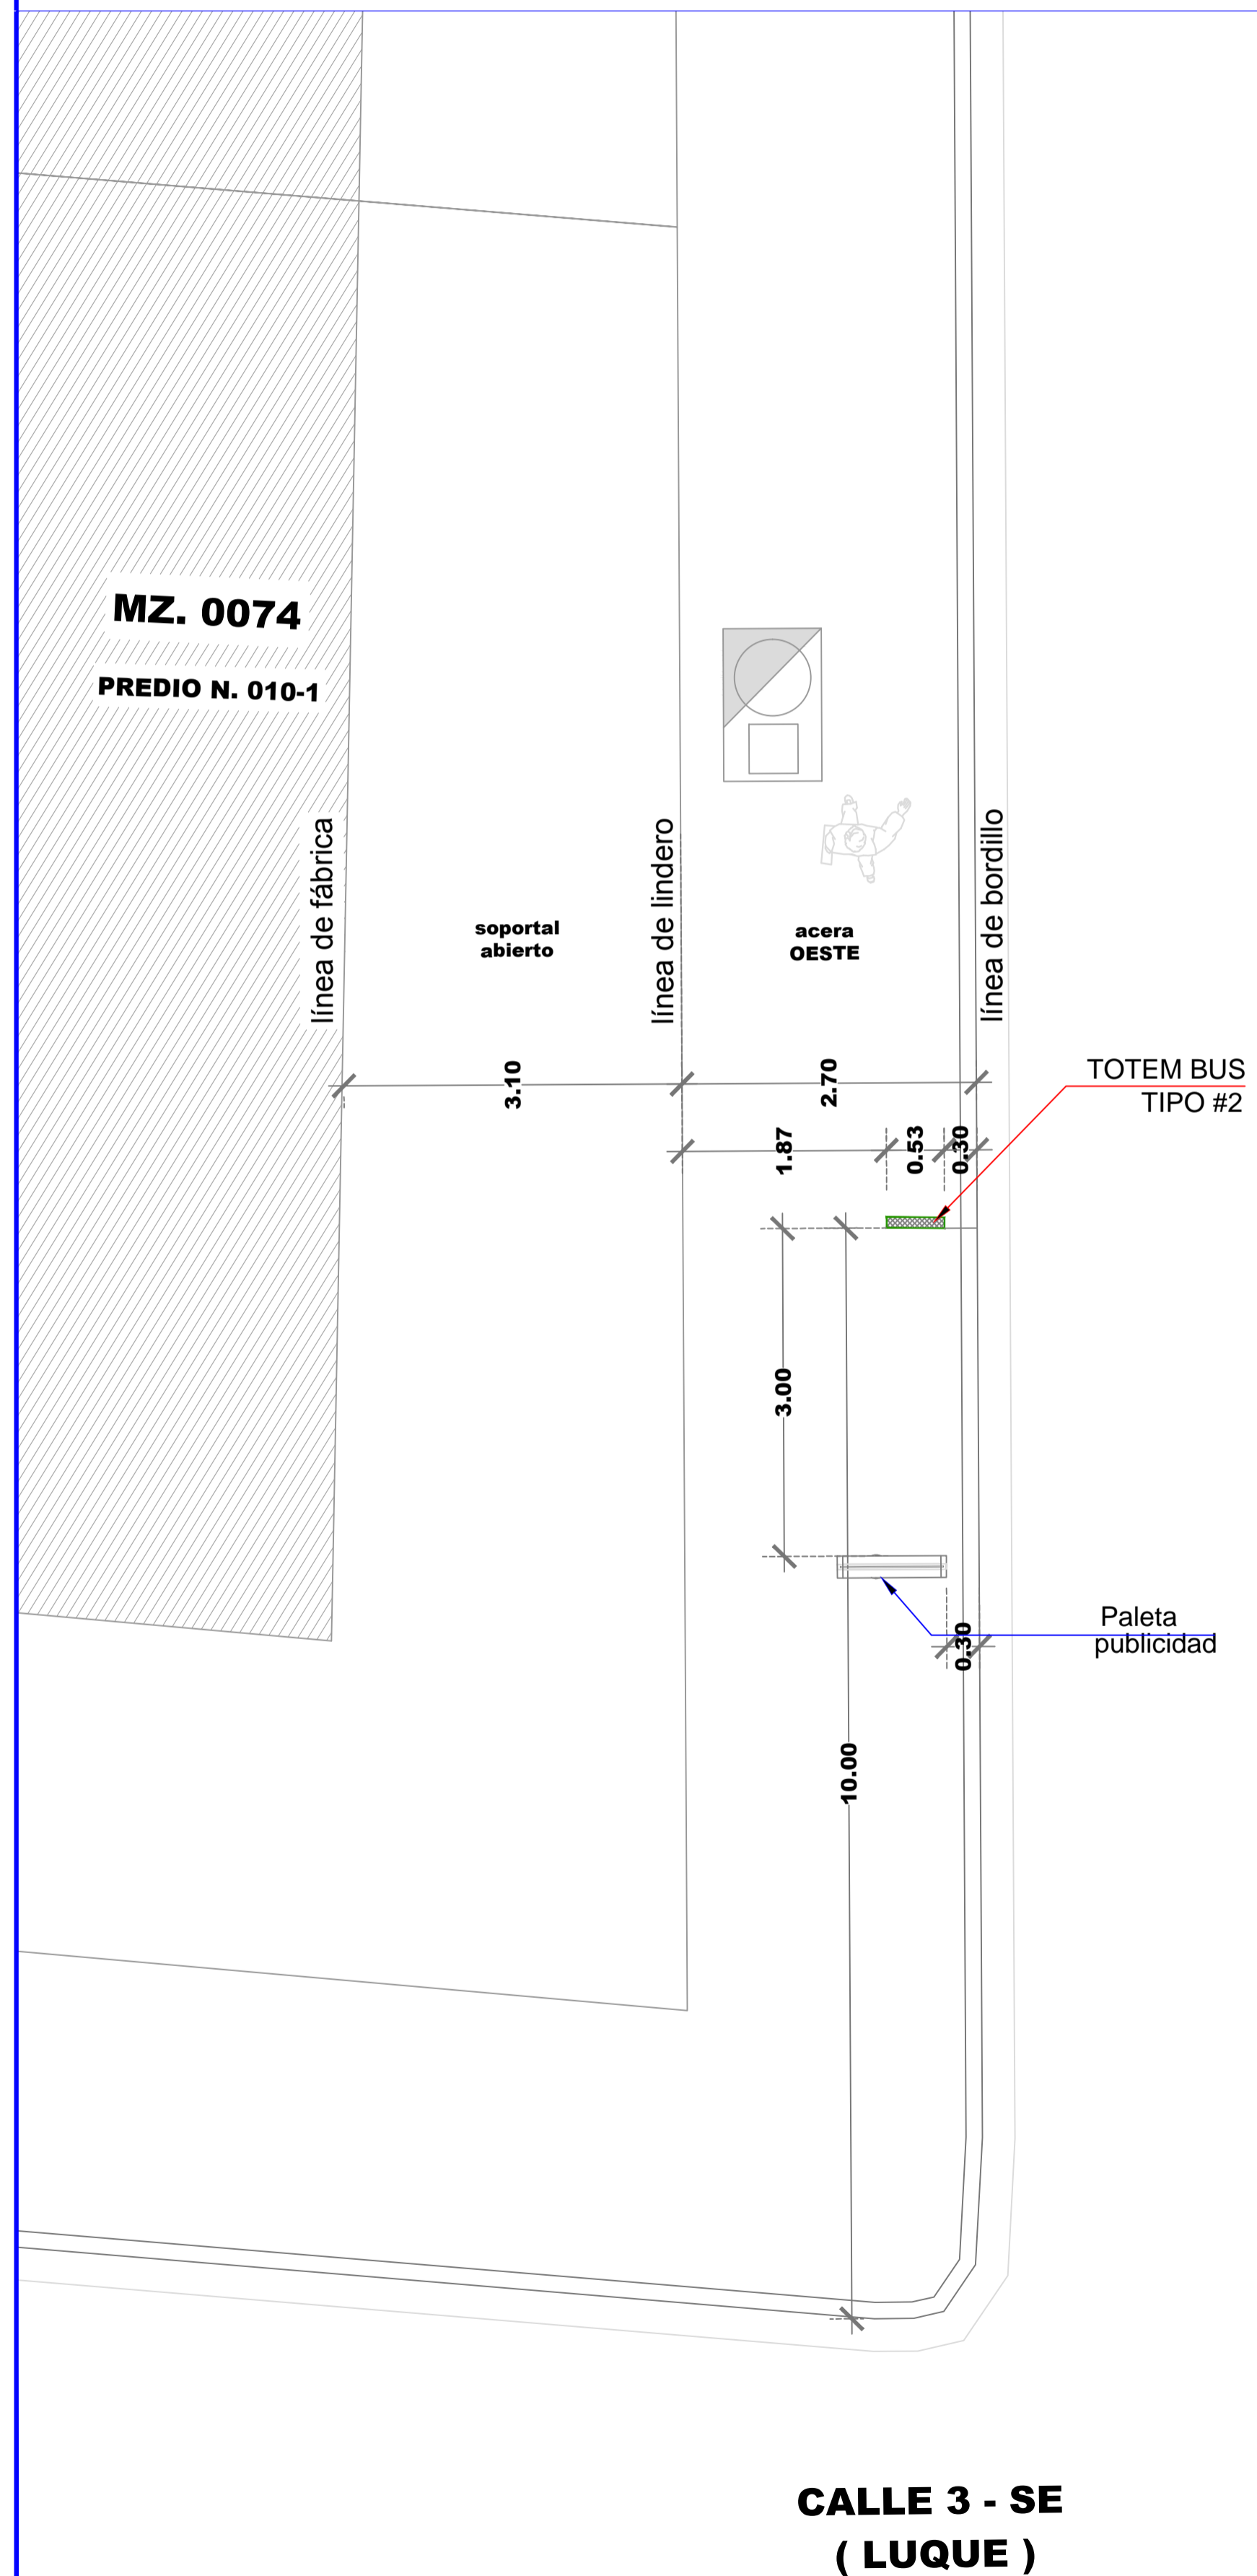 MZ. 0074
PREDIO N. 010-1
línea de fábrica
soportal
abierto
línea de lindero
acera
OESTE
línea de bordillo
3.10
2.70
TOTEM BUS
TIPO #2
1.87
0.53
0.30
3.00
Paleta
publicidad
0.30
10.00
CALLE 3 - SE
( LUQUE )